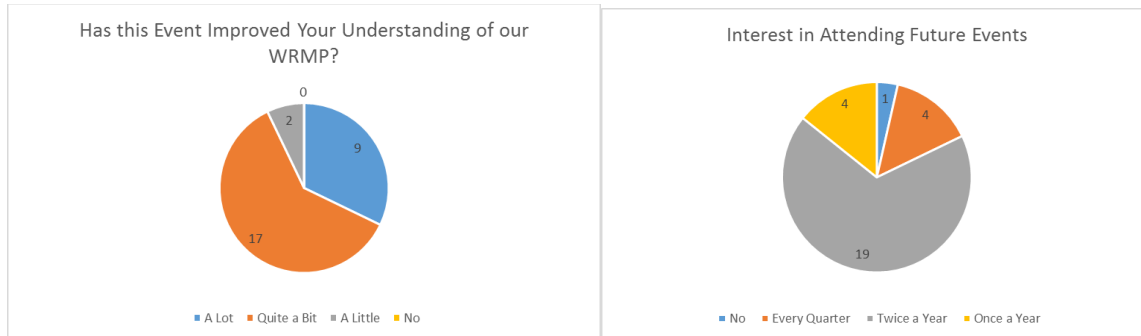 Has this Event Improved Your Understanding of our
WRMP?
0
2
9
17
A Lot Quite a Bit A Little No
Interest in Attending Future Events
4
1
4
19
No Every Quarter Twice a Year Once a Year